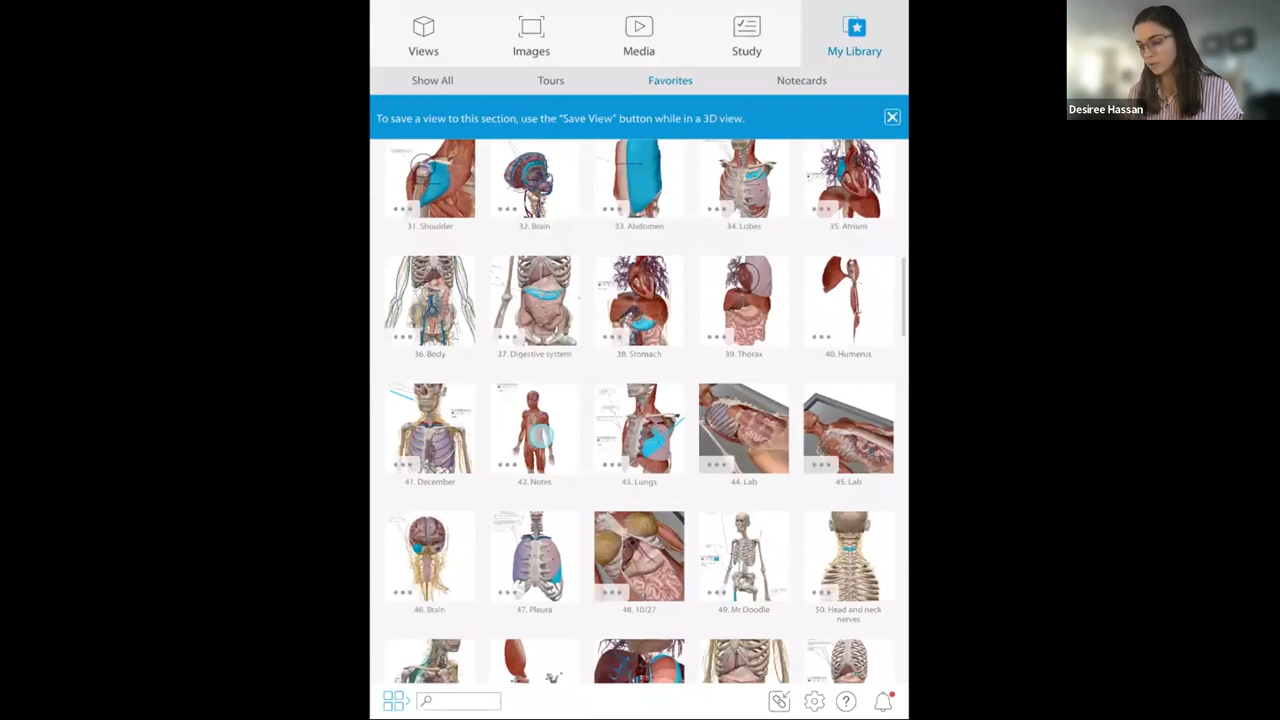 Views Images Media Study My Library
Show All Tours Favorites Notecards
To save a view to this section, use the "Save View" button while in a 3D view.
Desiree Hassan
31. Shoulder 32. Brain 33. Abdomen 34. Lobes 35. Atrium
36. Body 37. Digestive system 38. Stomach 39. Thorax 40. Humerus
41. December 42. Notes 43. Lungs 44. Lab 45. Lab
46. Brain 47. Pleura 48. 10/27 49. Mr Doodle 50. Head and neck
nerves